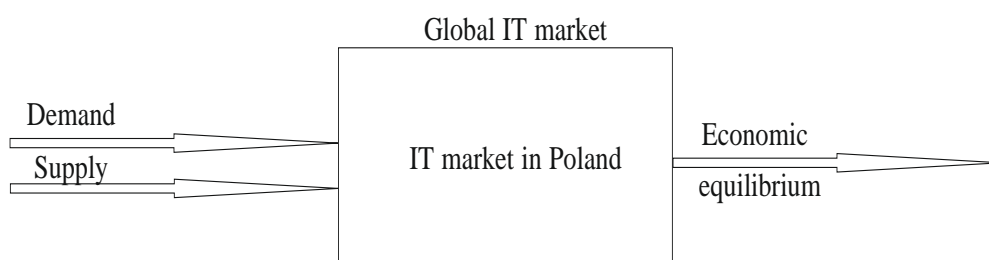 Global IT market
Demand
Supply
IT market in Poland
Economic
equilibrium